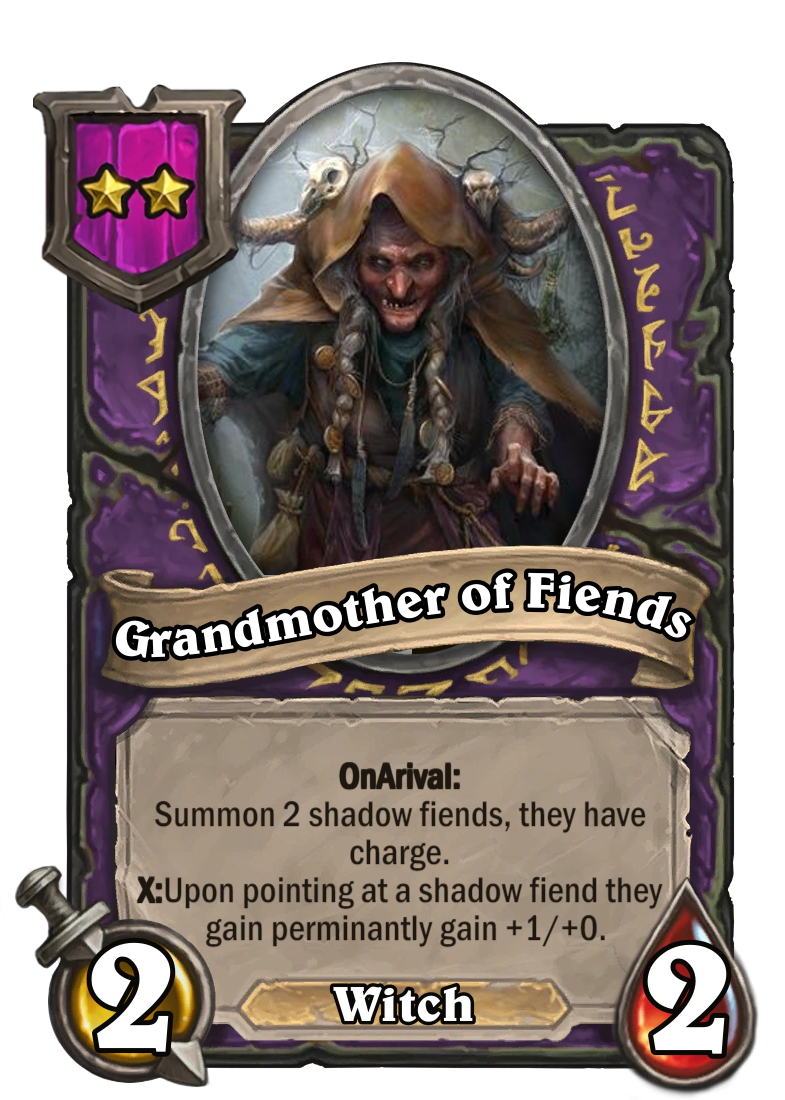 Grandmother of Fiends
OnArival:
Summon 2 shadow fiends, they have
charge.
X:Upon pointing at a shadow fiend they
gain perminantly gain +1/+0.
2
Witch
2